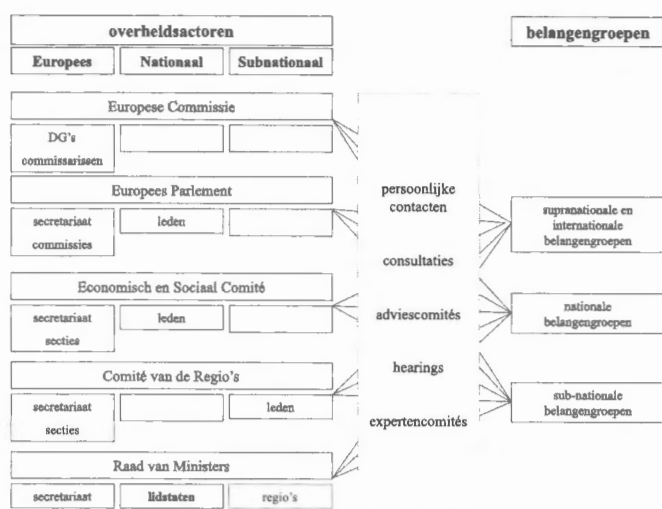 overheidsactoren
belangengroepen
Europees
Nationaal
Subnationaal
Europese Commissie
DG's
commissarissen
Europees Parlement
secretariaat
commissies
leden
Economisch en Sociaal Comité
secretariaat
secties
leden
Comité van de Regio's
secretariaat
secties
leden
Raad van Ministers
secretariaat
lidstaten
regio's
persoonlijke
contacten
consultaties
adviescomités
hearings
expertencomités
supranationale en
internationale
belangengroepen
nationale
belangengroepen
sub-nationale
belangengroepen